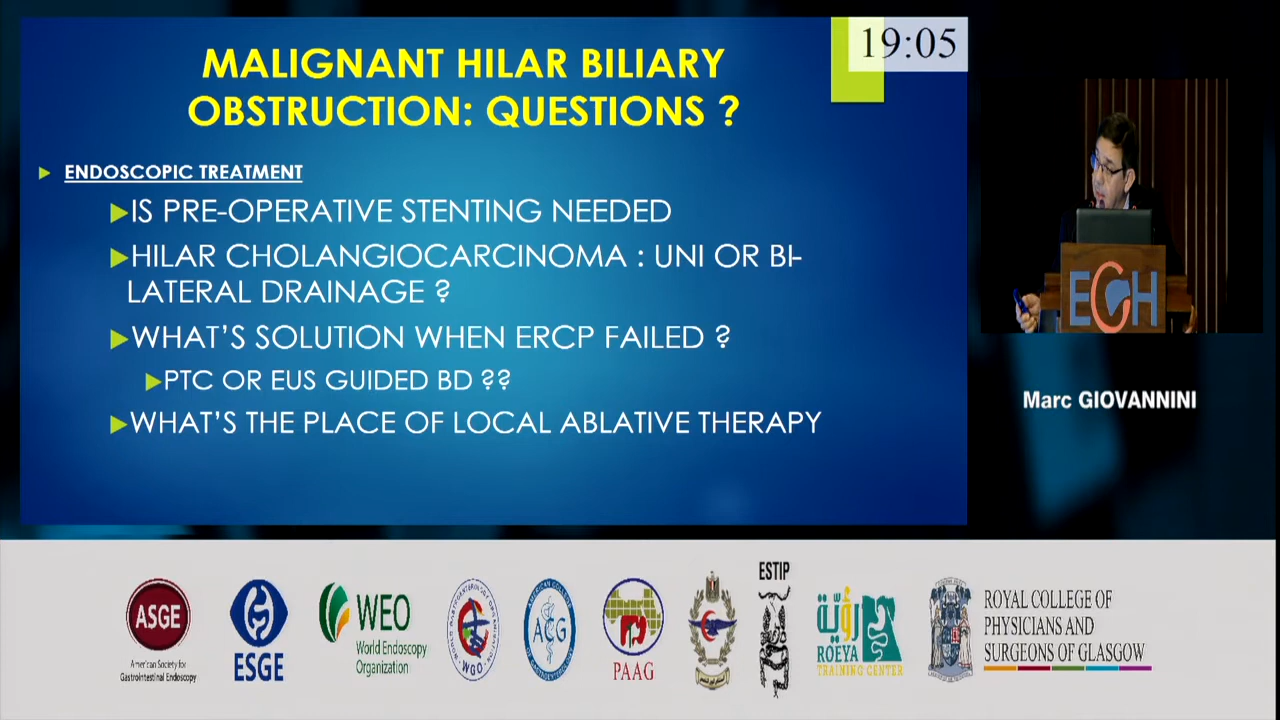 MALIGNANT HILAR BILIARY
OBSTRUCTION: QUESTIONS ?
19:05
ENDOSCOPIC TREATMENT
IS PRE-OPERATIVE STENTING NEEDED
HILAR CHOLANGIOCARCINOMA : UNI OR BI-
LATERAL DRAINAGE ?
WHAT'S SOLUTION WHEN ERCP FAILED ?
PTC OR EUS GUIDED BD ??
WHAT'S THE PLACE OF LOCAL ABLATIVE THERAPY
EGH
Marc GIOVANNINI
ASGE
American Society for
Gastrointestinal Endoscopy
ESGE
WEO
World Endoscopy
Organization
WGO
ACG
PAAG
ESTIP
رؤية
ROEYA
TRAINING CENTER
ROYAL COLLEGE OF
PHYSICIANS AND
SURGEONS OF GLASGOW